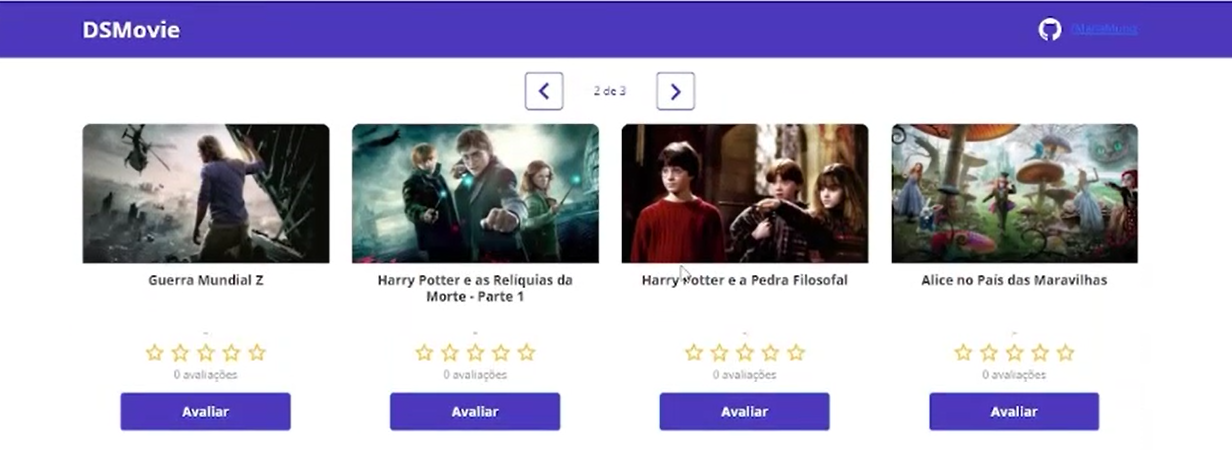 DSMovie
2 de 3
Guerra Mundial Z
Harry Potter e as Relíquias da
Morte - Parte 1
Harry Potter e a Pedra Filosofal
Alice no País das Maravilhas
-
-
-
-
0 avaliações
0 avaliações
0 avaliações
0 avaliações
Avaliar
Avaliar
Avaliar
Avaliar